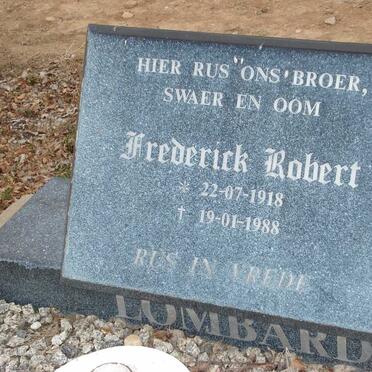 HIER RUS "ONS' BROER,
SWAER EN OOM
Frederick Robert
* 22-07-1918
† 19-01-1988
RUS IN VREDE
LOMBARD